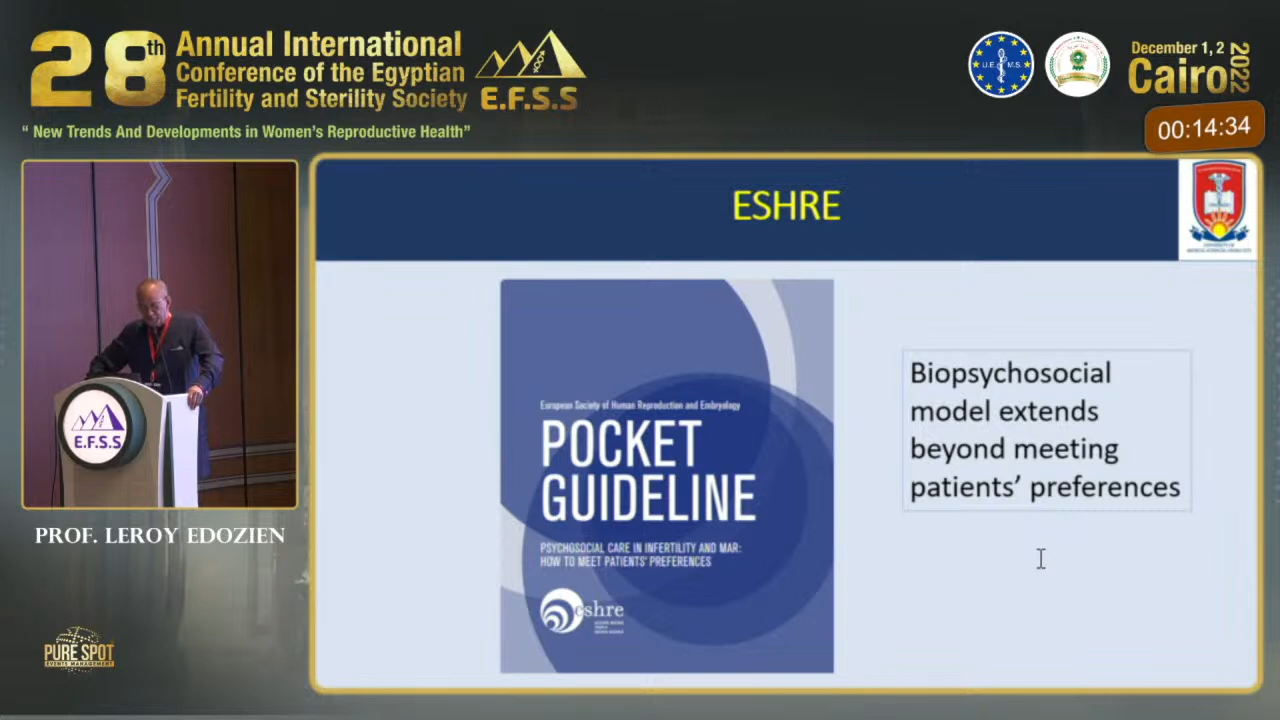 28th
Annual International
Conference of the Egyptian
Fertility and Sterility Society
E.F.S.S
“ New Trends And Developments in Women's Reproductive Health”
U.E.M.S.
December 1, 2
Cairo
2022
00:14:34
ESHRE
European Society of Human Reproduction and Embryology
POCKET
GUIDELINE
PSYCHOSOCIAL CARE IN INFERTILITY AND MAR:
HOW TO MEET PATIENTS' PREFERENCES
eshre
Biopsychosocial
model extends
beyond meeting
patients’ preferences
E.F.S.S
PROF. LEROY EDOZIEN
PURE SPOT
EVENTS MANAGEMENT